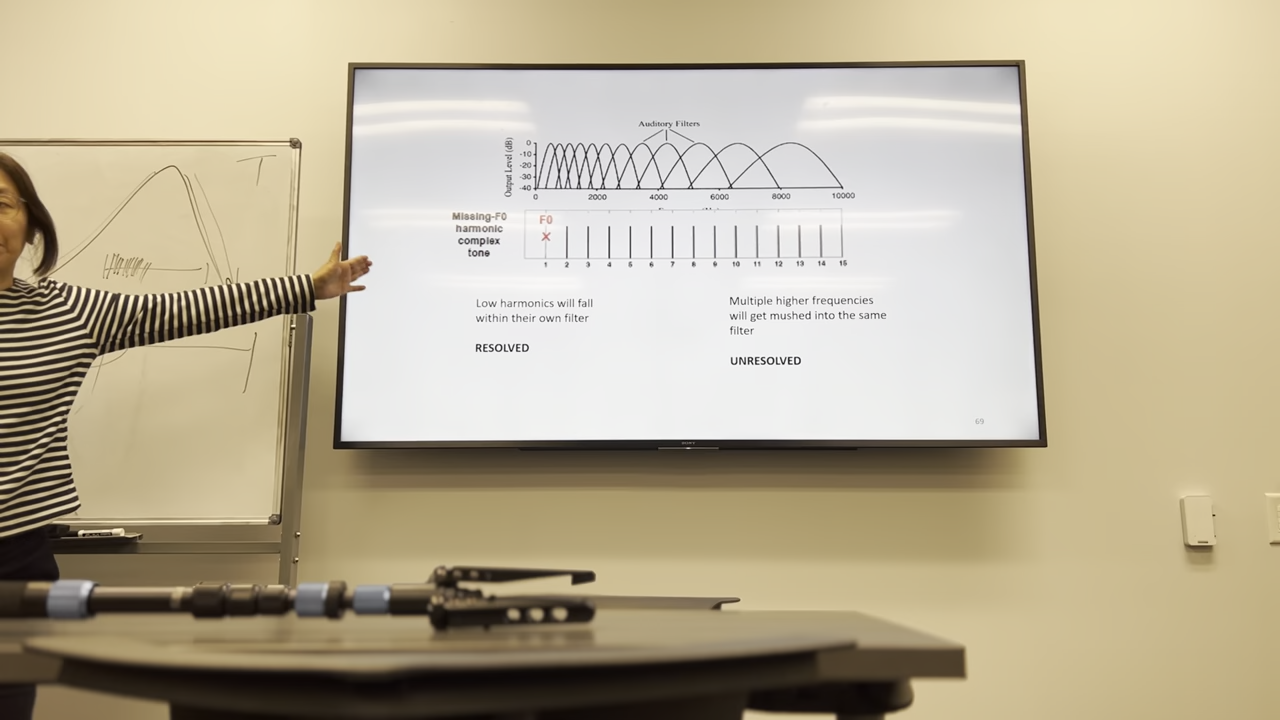 Auditory Filters
Output Level (dB)
0
-10
-20
-30
-40
0 2000 4000 6000 8000 10000
Missing-F0
harmonic
complex
tone
F0
1 2 3 4 5 6 7 8 9 10 11 12 13 14 15
Low harmonics will fall
within their own filter
RESOLVED
Multiple higher frequencies
will get mushed into the same
filter
UNRESOLVED
69
SONY
T